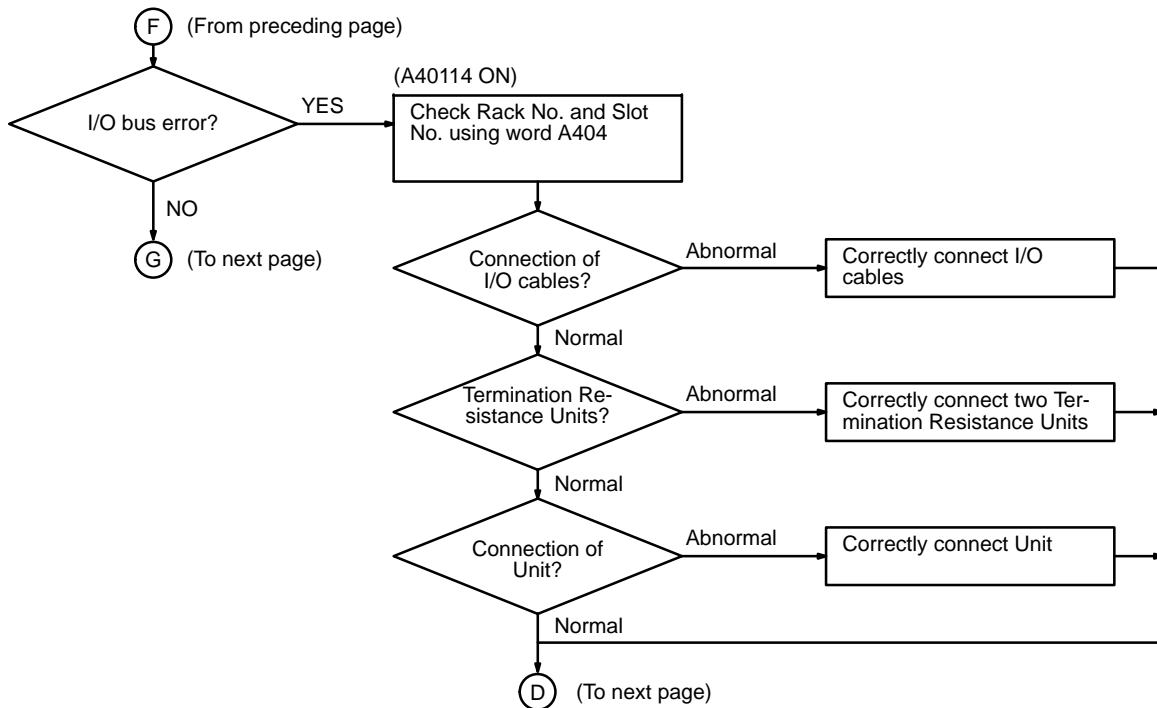 F (From preceding page)
(A40114 ON)
I/O bus error?
YES
Check Rack No. and Slot
No. using word A404
NO
G (To next page)
Connection of
I/O cables?
Abnormal
Correctly connect I/O
cables
Normal
Termination Re-
sistance Units?
Abnormal
Correctly connect two Ter-
mination Resistance Units
Normal
Connection of
Unit?
Abnormal
Correctly connect Unit
Normal
D (To next page)